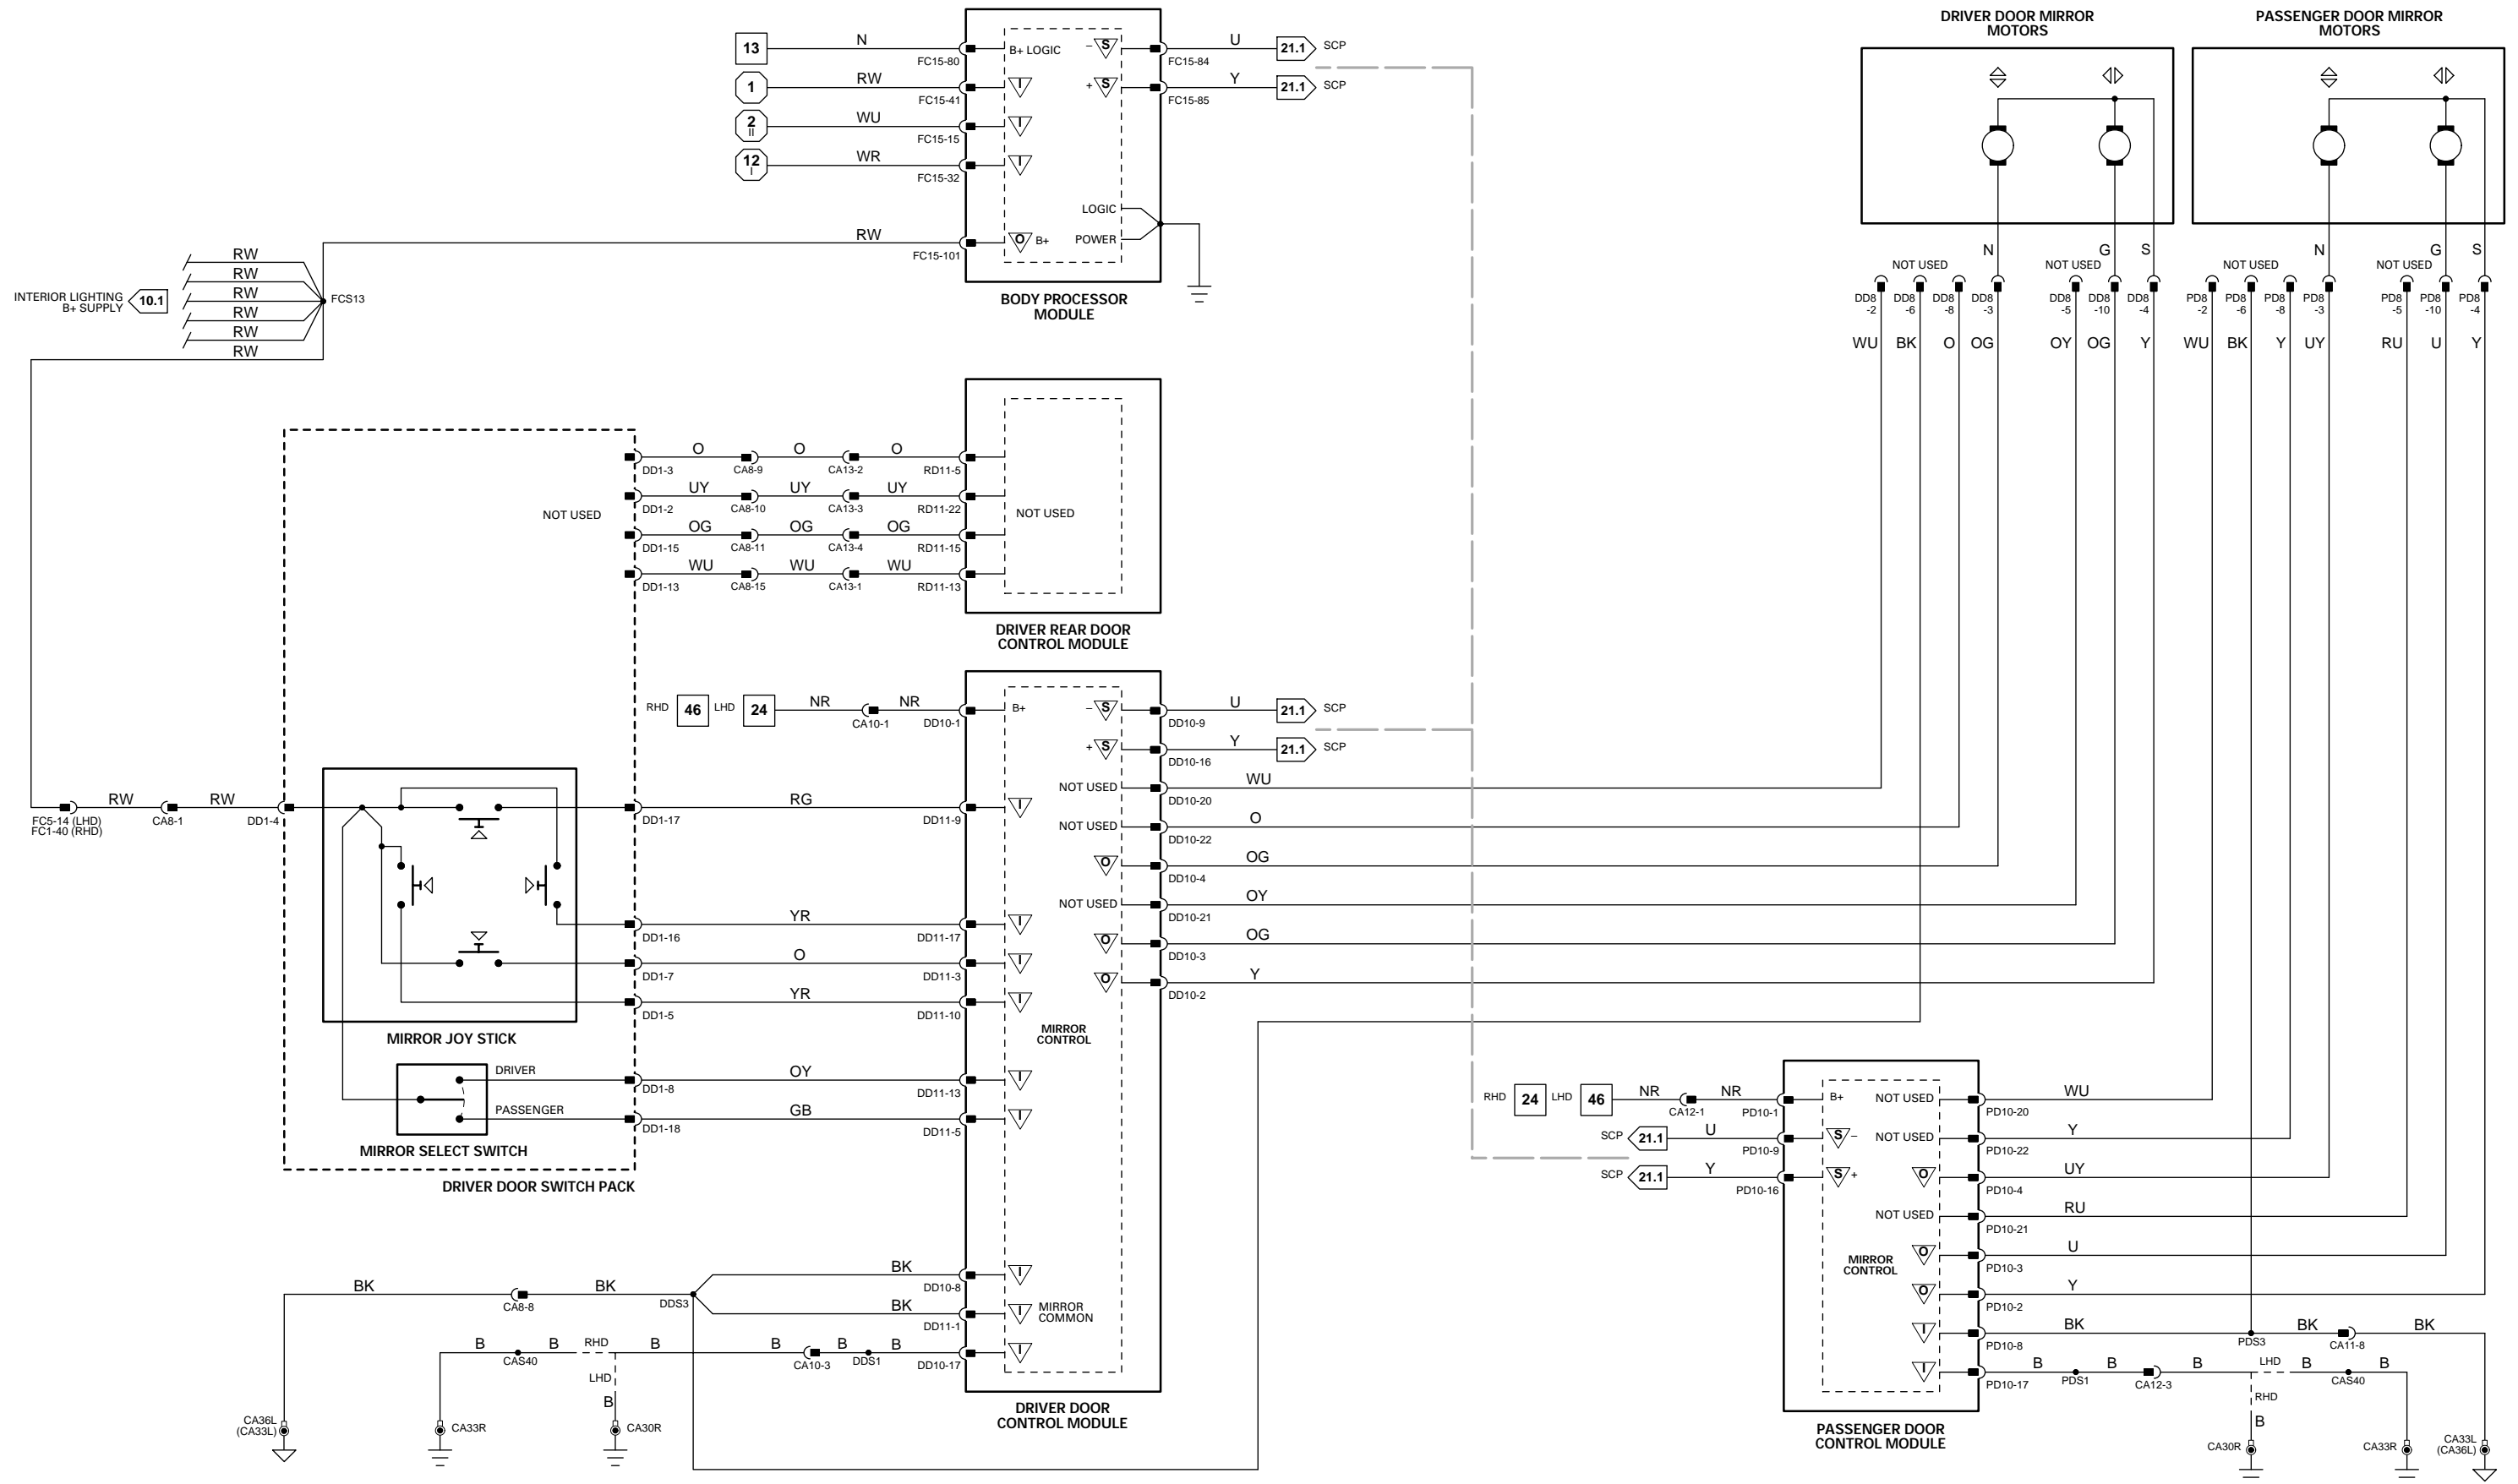 DRIVER DOOR MIRROR
MOTORS
PASSENGER DOOR MIRROR
MOTORS
13
N
FC15-80
B+ LOGIC
– S
FC15-84
U
21.1
SCP
1
RW
FC15-41
I
+ S
FC15-85
Y
21.1
SCP
2
II
WU
FC15-15
I
12
I
WR
FC15-32
I
LOGIC
POWER
RW
FC15-101
O B+
BODY PROCESSOR
MODULE
RW
RW
RW
RW
RW
RW
INTERIOR LIGHTING
B+ SUPPLY
10.1
FCS13
N
G
S
N
G
S
NOT USED
NOT USED
NOT USED
NOT USED
DD8
-2
DD8
-6
DD8
-8
DD8
-3
DD8
-5
DD8
-10
DD8
-4
PD8
-2
PD8
-6
PD8
-8
PD8
-3
PD8
-5
PD8
-10
PD8
-4
WU
BK
O
OG
OY
OG
Y
WU
BK
Y
UY
RU
U
Y
NOT USED
DD1-3
O
CA8-9
O
CA13-2
O
RD11-5
DD1-2
UY
CA8-10
UY
CA13-3
UY
RD11-22
DD1-15
OG
CA8-11
OG
CA13-4
OG
RD11-15
DD1-13
WU
CA8-15
WU
CA13-1
WU
RD11-13
NOT USED
DRIVER REAR DOOR
CONTROL MODULE
RHD
46
LHD
24
NR
CA10-1
NR
DD10-1
B+
– S
DD10-9
U
21.1
SCP
+ S
DD10-16
Y
21.1
SCP
NOT USED
DD10-20
WU
NOT USED
DD10-22
O
O
DD10-4
OG
NOT USED
DD10-21
OY
O
DD10-3
OG
O
DD10-2
Y
FC5-14 (LHD)
FC1-40 (RHD)
RW
CA8-1
RW
DD1-4
DD1-17
RG
DD11-9
I
DD1-16
YR
DD11-17
I
DD1-7
O
DD11-3
I
DD1-5
YR
DD11-10
I
MIRROR JOY STICK
MIRROR
CONTROL
DRIVER
DD1-8
OY
DD11-13
I
PASSENGER
DD1-18
GB
DD11-5
I
MIRROR SELECT SWITCH
DRIVER DOOR SWITCH PACK
BK
CA8-8
BK
DDS3
BK
DD10-8
I
BK
DD11-1
I
MIRROR
COMMON
B
CAS40
B
RHD
B
B
CA10-3
B
DDS1
B
DD10-17
I
LHD
B
CA36L
(CA33L)
CA33R
CA30R
DRIVER DOOR
CONTROL MODULE
RHD
24
LHD
46
NR
CA12-1
NR
PD10-1
B+
NOT USED
PD10-20
WU
SCP
21.1
U
PD10-9
S –
NOT USED
PD10-22
Y
SCP
21.1
Y
PD10-16
S +
O
PD10-4
UY
NOT USED
PD10-21
RU
MIRROR
CONTROL
O
PD10-3
U
O
PD10-2
Y
I
PD10-8
BK
PDS3
BK
CA11-8
BK
I
PD10-17
B
PDS1
B
CA12-3
B
LHD
B
CAS40
B
RHD
B
CA30R
CA33R
CA33L
(CA36L)
PASSENGER DOOR
CONTROL MODULE